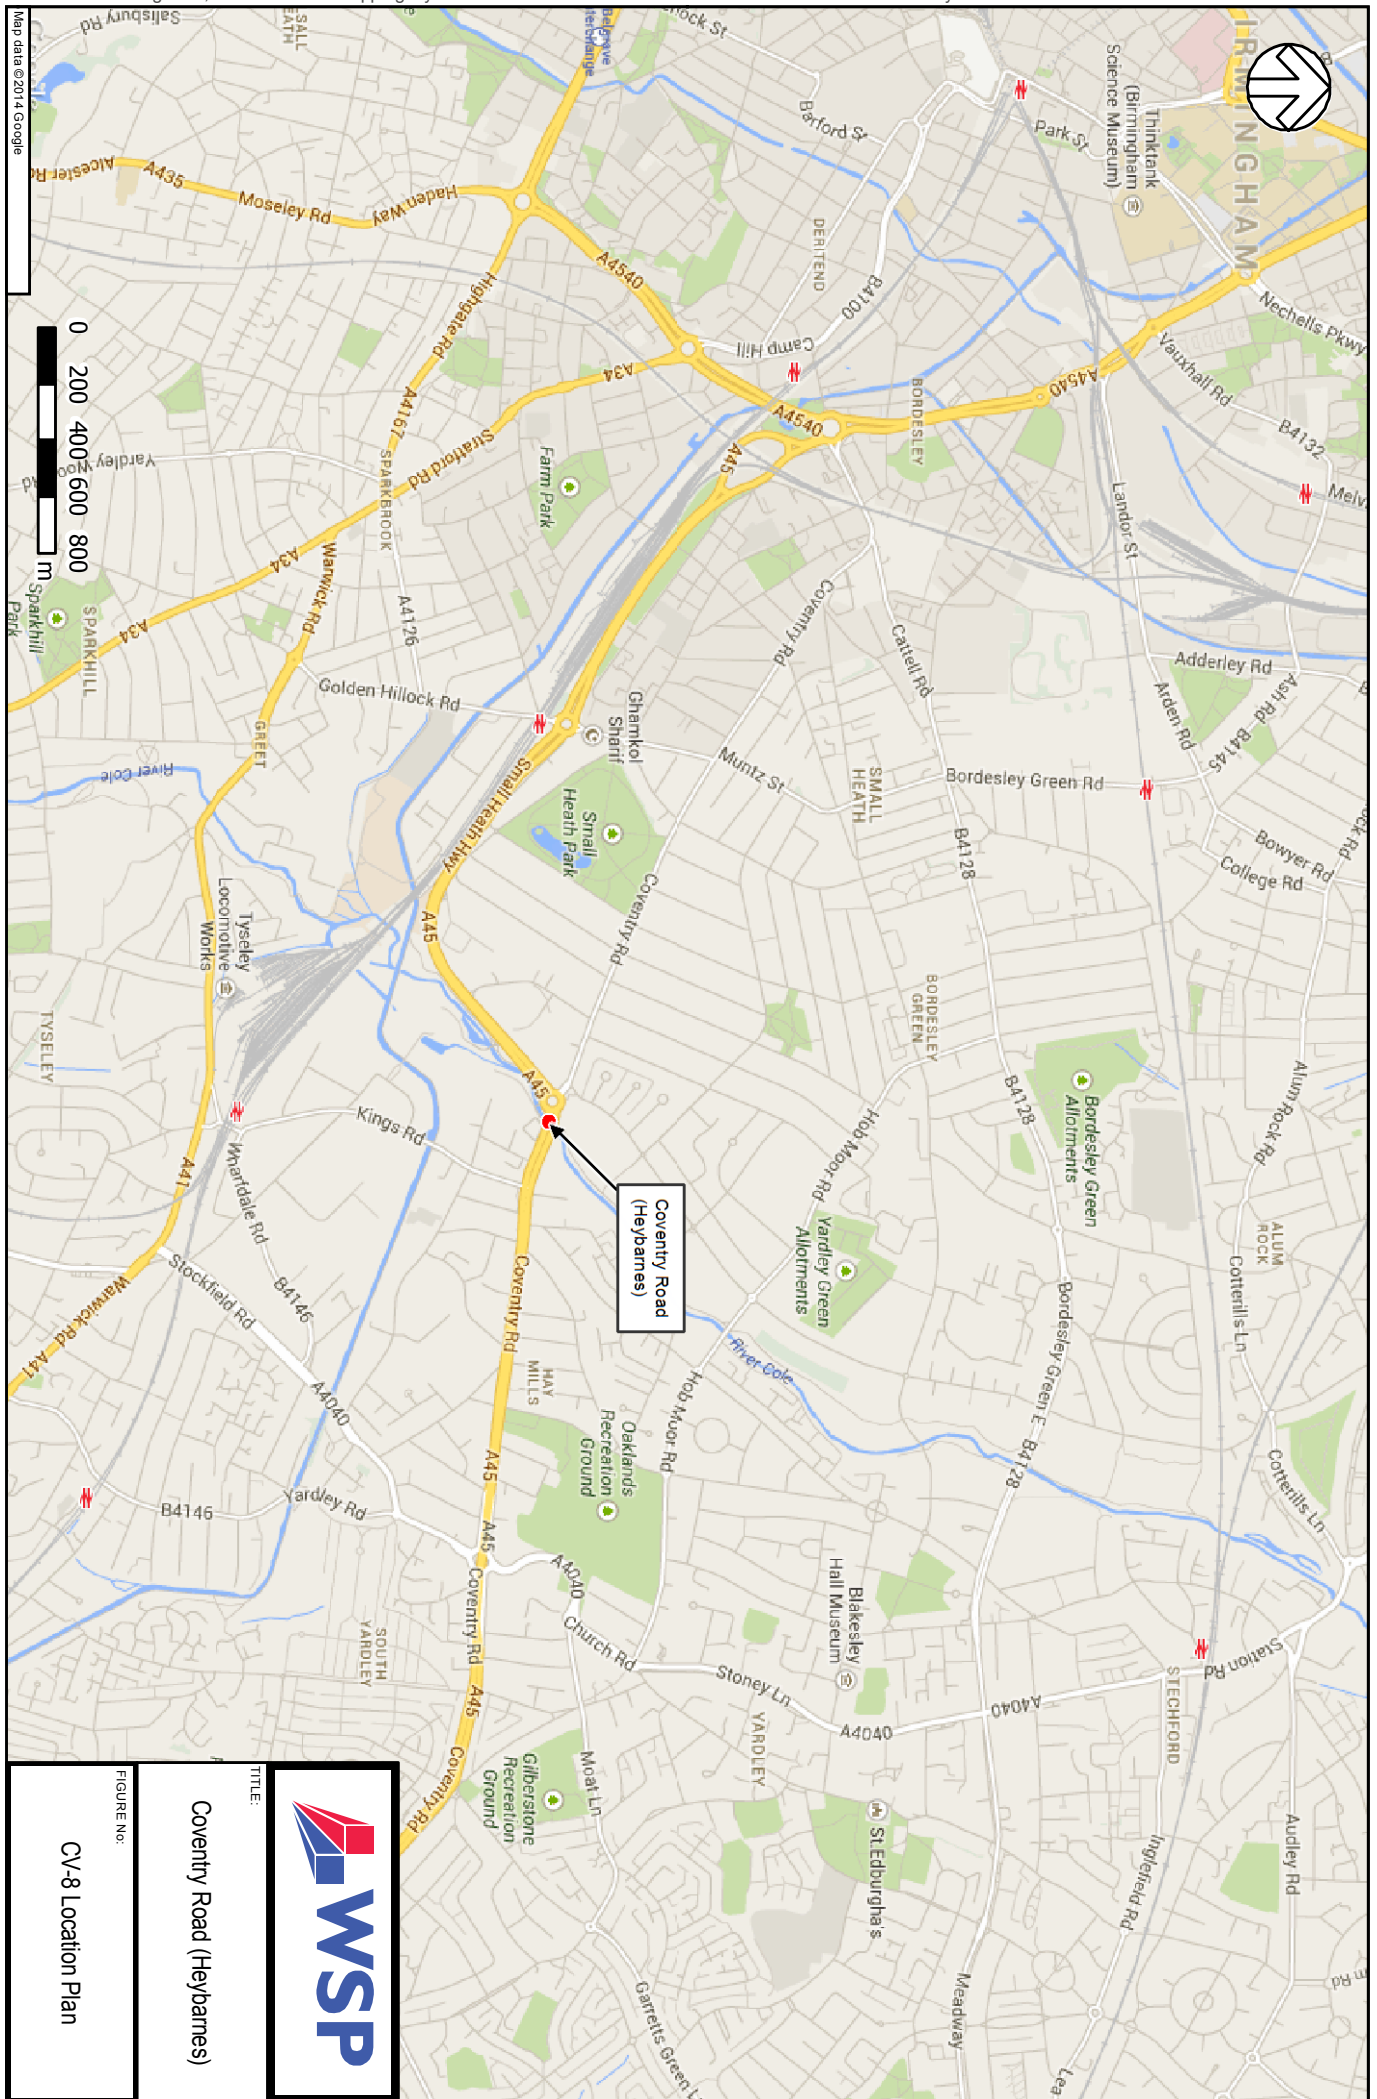 IRMINGHAM
Thinktank
(Birmingham
Science Museum)
Park St
Barford St
Nechells Pkwy
Vauxhall Rd
B4132
Landor St
A4540
BORDESLEY
DERITEND
B4100
Camp Hill
A4540
A4540
A45
A34
Belgrave
Salisbury Rd
Alcester Rd
A435
Moseley Rd
Haden Way
Highgate Rd
A4167
SPARKBROOK
Stratford Rd
Farm Park
A34
Warwick Rd
A34
A4126
SPARKHILL
Sparkhill
Park
Golden Hillock Rd
GREET
River Cole
Adderley Rd
Ash Rd
Arden Rd
B4145
Cattell Rd
Coventry Rd
Ghamkol
Sharif
Muntz St
SMALL
HEATH
Bordesley Green Rd
B4128
Bowyer Rd
College Rd
Small
Heath Park
Small Heath Hwy
A45
Coventry Rd
Tyseley
Locomotive
Works
TYSELEY
BORDESLEY
GREEN
A45
B4128
Bordesley Green
Allotments
Alum Rock Rd
ALUM
ROCK
Hob Moor Rd
Kings Rd
Wharfdale Rd
A41
Stockfield Rd
B4146
Warwick Rd
A41
A4040
Coventry Road
(Heybarnes)
Yardley Green
Allotments
Cotterills Ln
Coventry Rd
HAY
MILLS
River Cole
Hob Moor Rd
Bordesley Green E
B4128
Cotterills Ln
Oaklands
Recreation
Ground
A45
B4146
Yardley Rd
A45
A4040
Coventry Rd
SOUTH
YARDLEY
A45
Church Rd
Stoney Ln
Blakesley
Hall Museum
YARDLEY
A4040
A4040
STECHFORD
Station Rd
Coventry Rd
Gilberstone
Recreation
Ground
Moat Ln
St Edburgha's
Inglefield Rd
Audley Rd
Meadway
Garretts Green L
0 200 400 600 800
m
Map data ©2014 Google
WSP
TITLE:
Coventry Road (Heybarnes)
FIGURE No:
CV-8 Location Plan